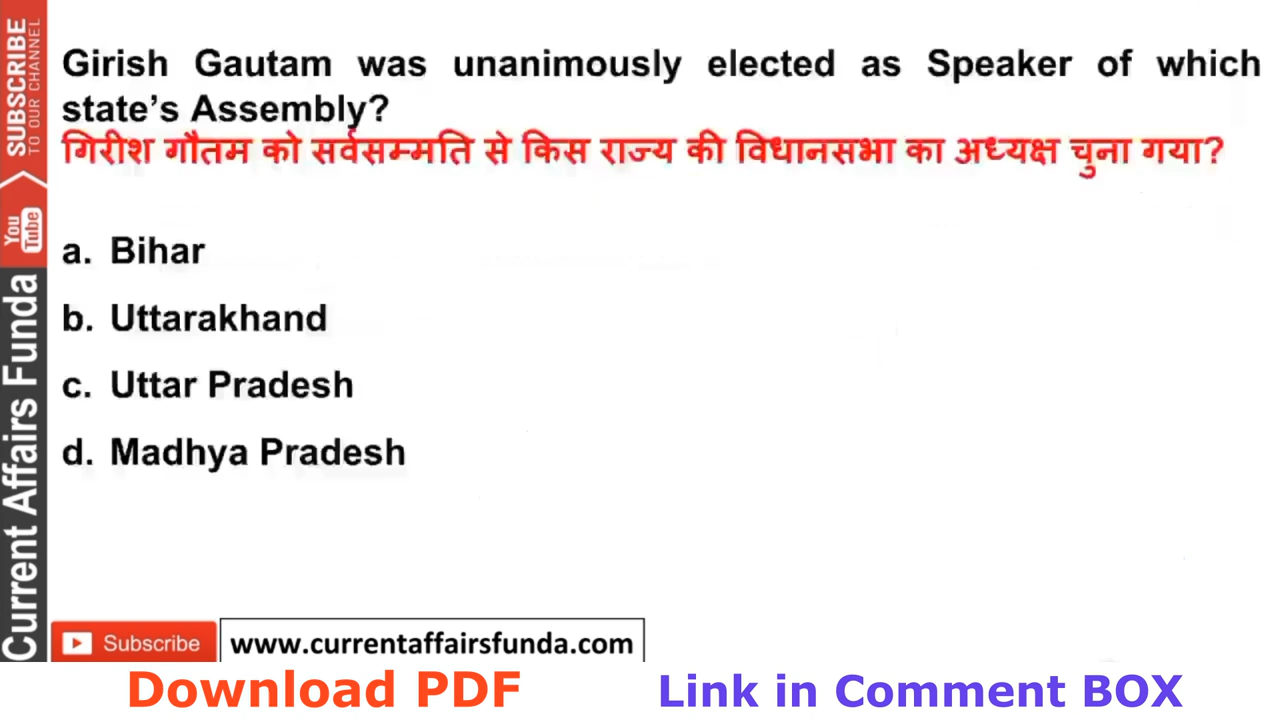 Girish Gautam was unanimously elected as Speaker of which
state's Assembly?
गिरीश गौतम को सर्वसम्मति से किस राज्य की विधानसभा का अध्यक्ष चुना गया?
a. Bihar
b. Uttarakhand
c. Uttar Pradesh
d. Madhya Pradesh
SUBSCRIBE
TO OUR CHANNEL
You
Tube
Current Affairs Funda
Subscribe
www.currentaffairsfunda.com
Download PDF
Link in Comment BOX